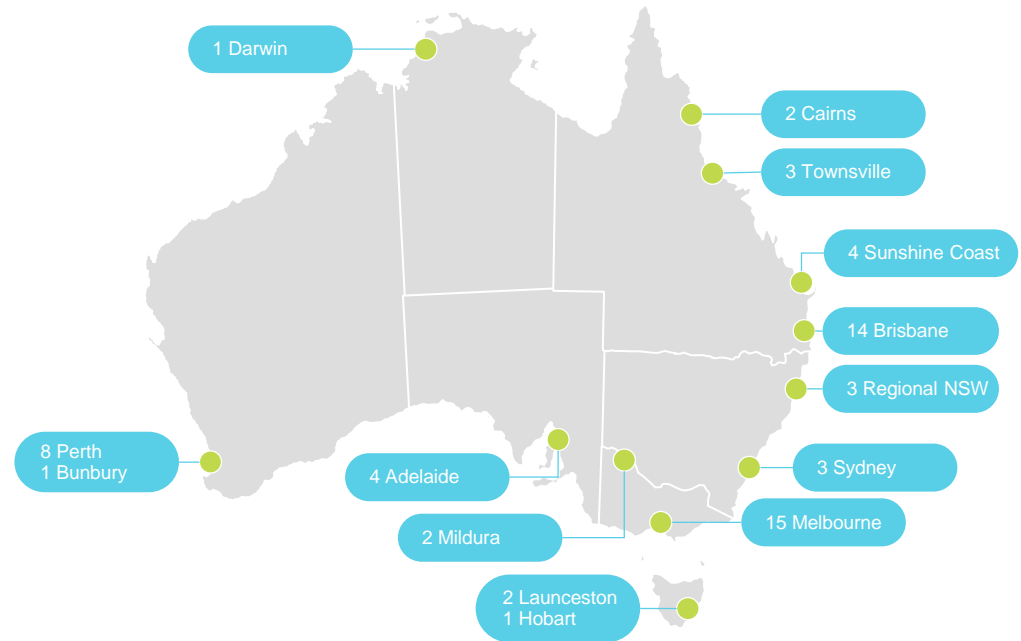 1 Darwin
2 Cairns
3 Townsville
4 Sunshine Coast
14 Brisbane
3 Regional NSW
8 Perth
1 Bunbury
4 Adelaide
3 Sydney
15 Melbourne
2 Mildura
2 Launceston
1 Hobart